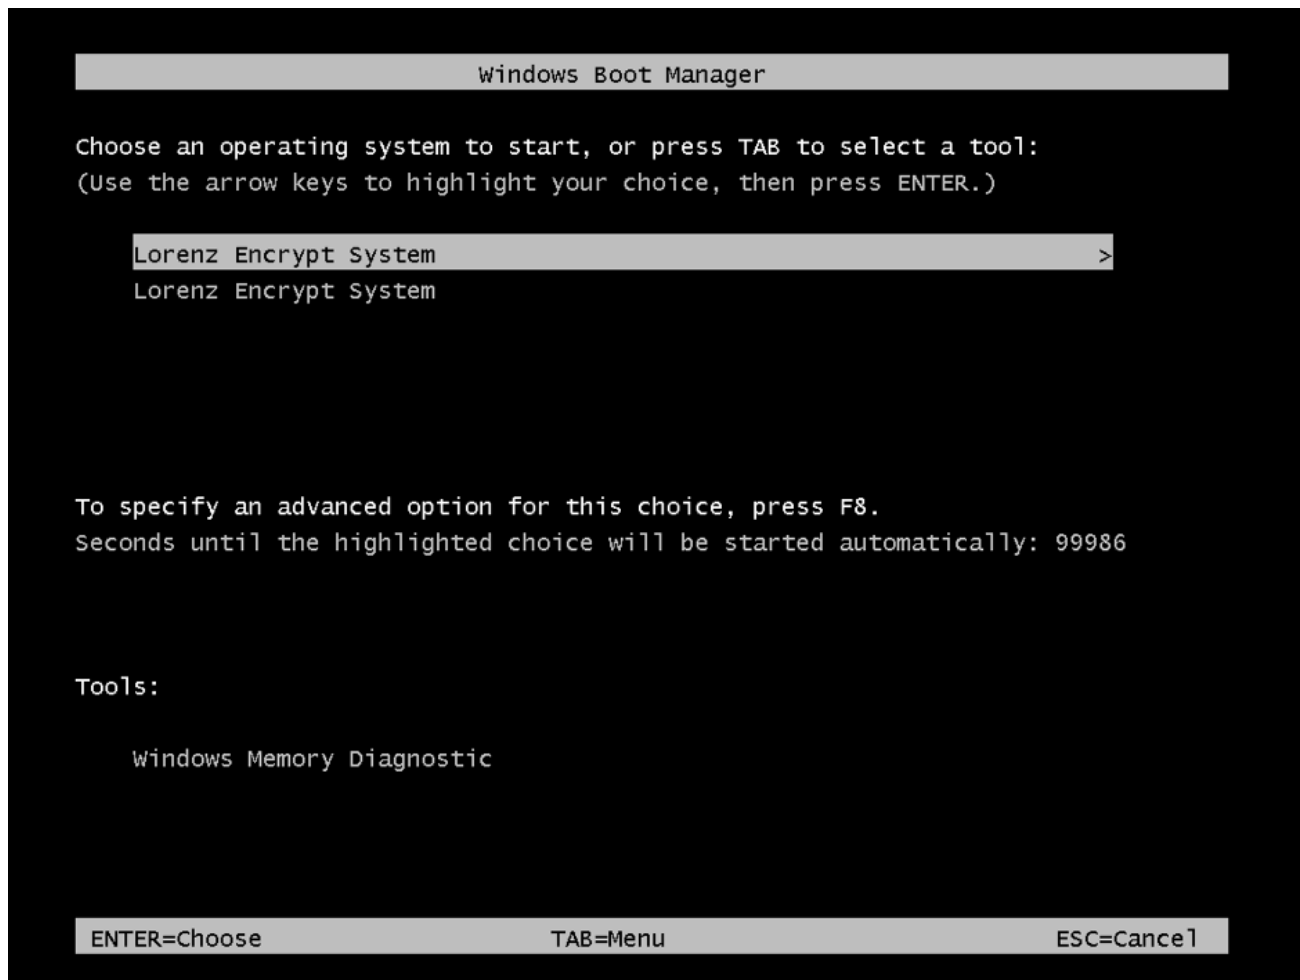 Windows Boot Manager
Choose an operating system to start, or press TAB to select a tool:
(Use the arrow keys to highlight your choice, then press ENTER.)
Lorenz Encrypt System >
Lorenz Encrypt System
To specify an advanced option for this choice, press F8.
Seconds until the highlighted choice will be started automatically: 99986
Tools:
Windows Memory Diagnostic
ENTER=Choose TAB=Menu ESC=Cancel